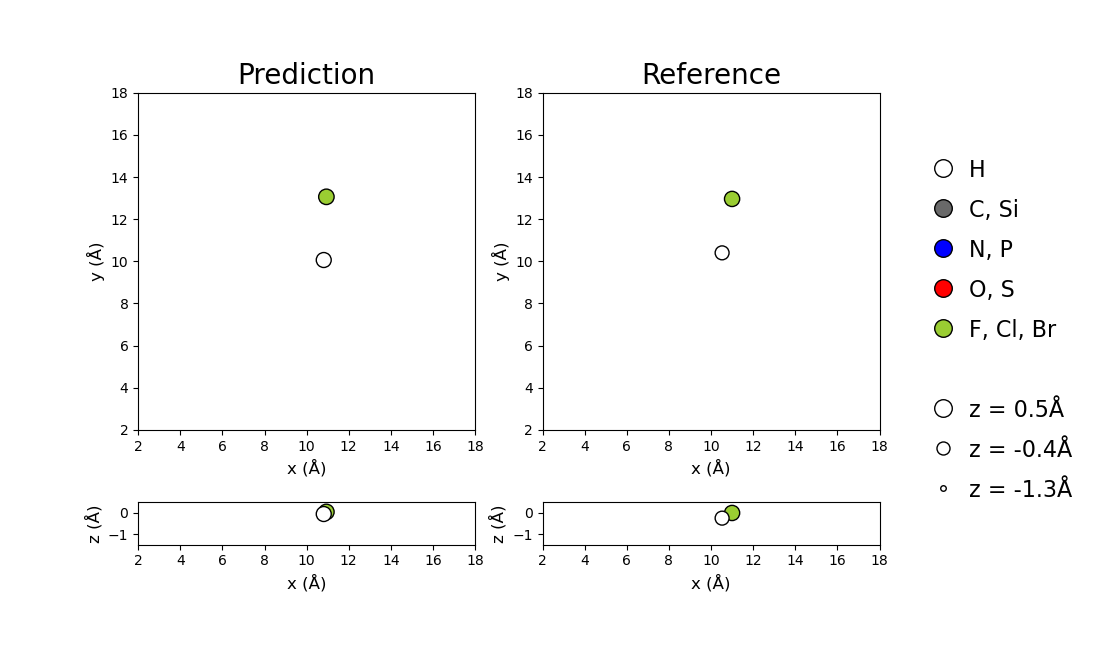 Prediction
Reference
18
16
14
12
10
8
6
4
2
y (Å)
2 4 6 8 10 12 14 16 18
x (Å)
18
16
14
12
10
8
6
4
2
y (Å)
2 4 6 8 10 12 14 16 18
x (Å)
H
C, Si
N, P
O, S
F, Cl, Br
z = 0.5Å
z = -0.4Å
z = -1.3Å
0
−1
z (Å)
2 4 6 8 10 12 14 16 18
x (Å)
0
−1
z (Å)
2 4 6 8 10 12 14 16 18
x (Å)